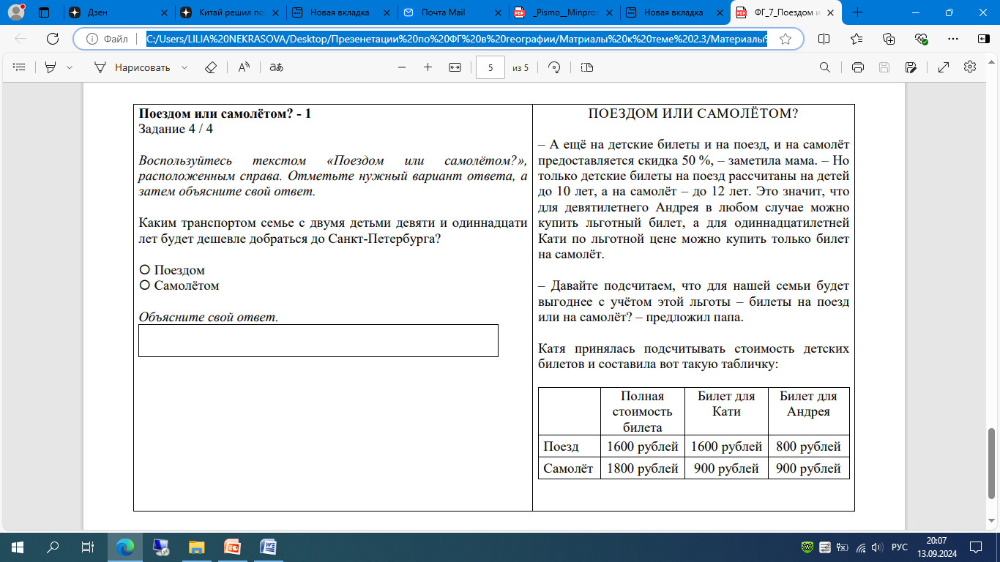 Дзен
Китай решил по
Новая вкладка
Почта Mail
_Pismo__Minpros
Новая вкладка
ФГ_7_Поездом и
Файл
C:/Users/LILIA%20NEKRASOVA/Desktop/Презенетации%20по%20ФГ%20в%20географии/Матриалы%20к%20теме%202.3/Материалы%
Нарисовать
5
из 5
Поездом или самолётом? - 1
Задание 4 / 4
Воспользуйтесь текстом «Поездом или самолётом?»,
расположенным справа. Отметьте нужный вариант ответа, а
затем объясните свой ответ.
Каким транспортом семье с двумя детьми девяти и одиннадцати
лет будет дешевле добраться до Санкт-Петербурга?
Поездом
Самолётом
Объясните свой ответ.
ПОЕЗДОМ ИЛИ САМОЛЁТОМ?
– А ещё на детские билеты и на поезд, и на самолёт
предоставляется скидка 50 %, – заметила мама. – Но
только детские билеты на поезд рассчитаны на детей
до 10 лет, а на самолёт – до 12 лет. Это значит, что
для девятилетнего Андрея в любом случае можно
купить льготный билет, а для одиннадцатилетней
Кати по льготной цене можно купить только билет
на самолёт.
– Давайте подсчитаем, что для нашей семьи будет
выгоднее с учётом этой льготы – билеты на поезд
или на самолёт? – предложил папа.
Катя принялась подсчитывать стоимость детских
билетов и составила вот такую табличку:
Полная стоимость билета
Билет для Кати
Билет для Андрея
Поезд 1600 рублей 1600 рублей 800 рублей
Самолёт 1800 рублей 900 рублей 900 рублей
РУС
20:07
13.09.2024